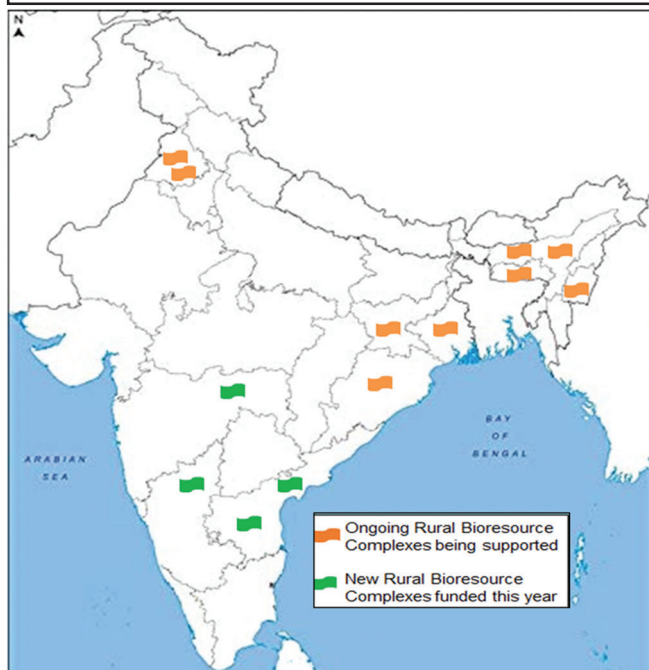 N
ARABIAN
SEA
BAY
OF
BENGAL
Ongoing Rural Bioresource
Complexes being supported
New Rural Bioresource
Complexes funded this year